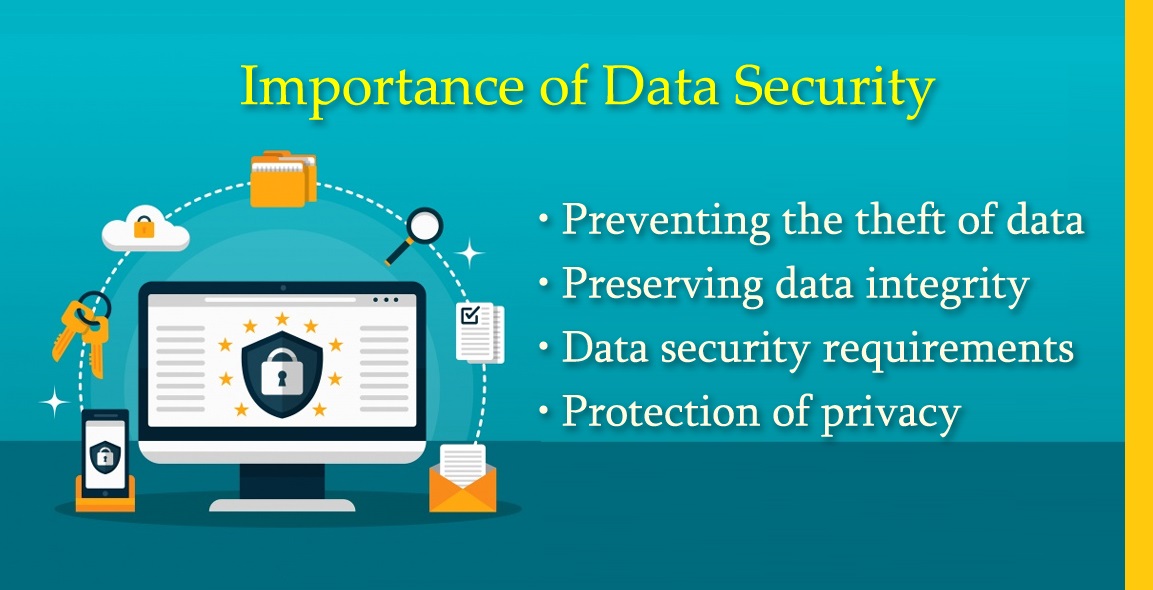 Importance of Data Security
• Preventing the theft of data
• Preserving data integrity
• Data security requirements
• Protection of privacy